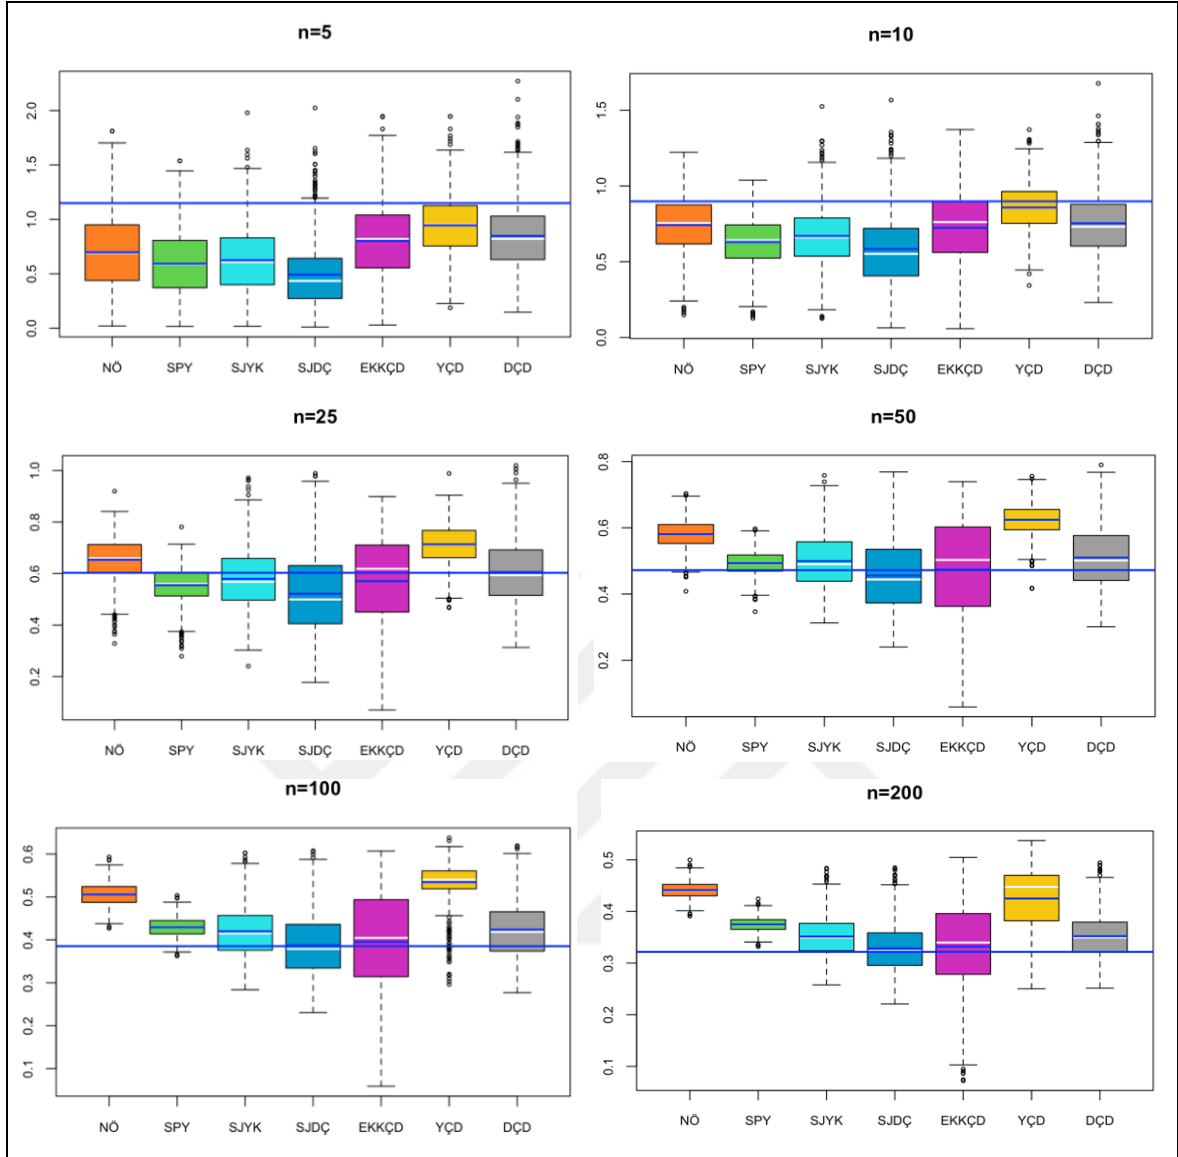 n=5
n=10
2.0
1.5
1.0
0.5
0.0
NÖ SPY SJYK SJDÇ EKKÇD YÇD DÇD
1.5
1.0
0.5
0.0
NÖ SPY SJYK SJDÇ EKKÇD YÇD DÇD
n=25
n=50
1.0
0.8
0.6
0.4
0.2
NÖ SPY SJYK SJDÇ EKKÇD YÇD DÇD
0.8
0.6
0.4
0.2
NÖ SPY SJYK SJDÇ EKKÇD YÇD DÇD
n=100
n=200
0.6
0.5
0.4
0.3
0.2
0.1
NÖ SPY SJYK SJDÇ EKKÇD YÇD DÇD
0.5
0.4
0.3
0.2
0.1
NÖ SPY SJYK SJDÇ EKKÇD YÇD DÇD